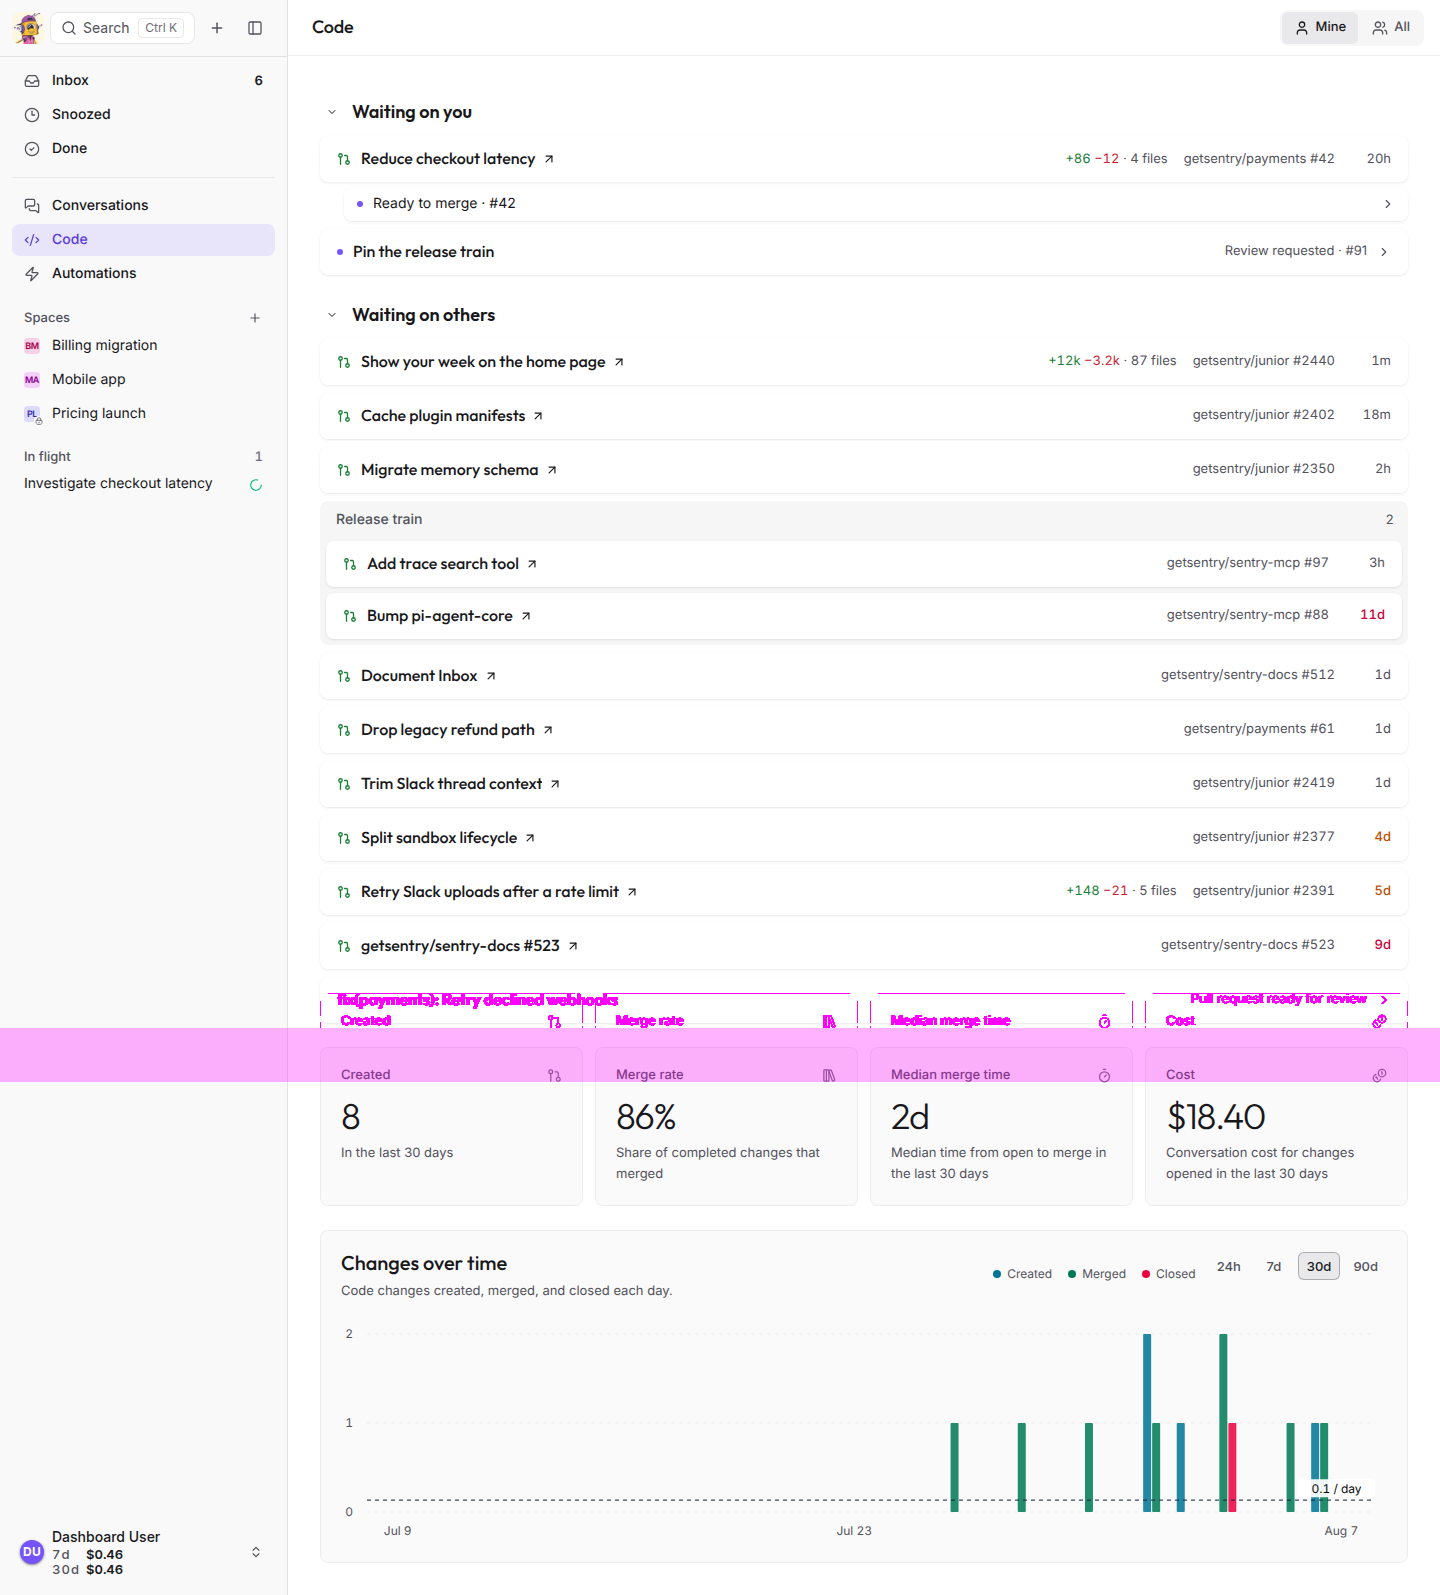 Search Ctrl K
Code
Mine All
Inbox 6
Snoozed
Done
Conversations
Code
Automations
Spaces
BM Billing migration
MA Mobile app
PL Pricing launch
In flight 1
Investigate checkout latency
Waiting on you
Reduce checkout latency +86 −12 · 4 files getsentry/payments #42 20h
Ready to merge · #42
Pin the release train Review requested · #91
Waiting on others
Show your week on the home page +12k −3.2k · 87 files getsentry/junior #2440 1m
Cache plugin manifests getsentry/junior #2402 18m
Migrate memory schema getsentry/junior #2350 2h
Release train 2
Add trace search tool getsentry/sentry-mcp #97 3h
Bump pi-agent-core getsentry/sentry-mcp #88 11d
Document Inbox getsentry/sentry-docs #512 1d
Drop legacy refund path getsentry/payments #61 1d
Trim Slack thread context getsentry/junior #2419 1d
Split sandbox lifecycle getsentry/junior #2377 4d
Retry Slack uploads after a rate limit +148 −21 · 5 files getsentry/junior #2391 5d
getsentry/sentry-docs #523 getsentry/sentry-docs #523 9d
fix(payments): Retry declined webhooks Pull request ready for review
Created Merge rate Median merge time Cost
Created Merge rate Median merge time Cost
8 86% 2d $18.40
In the last 30 days Share of completed changes that Median time from open to merge in Conversation cost for changes
merged the last 30 days opened in the last 30 days
Changes over time
Code changes created, merged, and closed each day.
Created Merged Closed 24h 7d 30d 90d
2
1
0
0.1 / day
Jul 9 Jul 23 Aug 7
DU Dashboard User
7d $0.46
30d $0.46